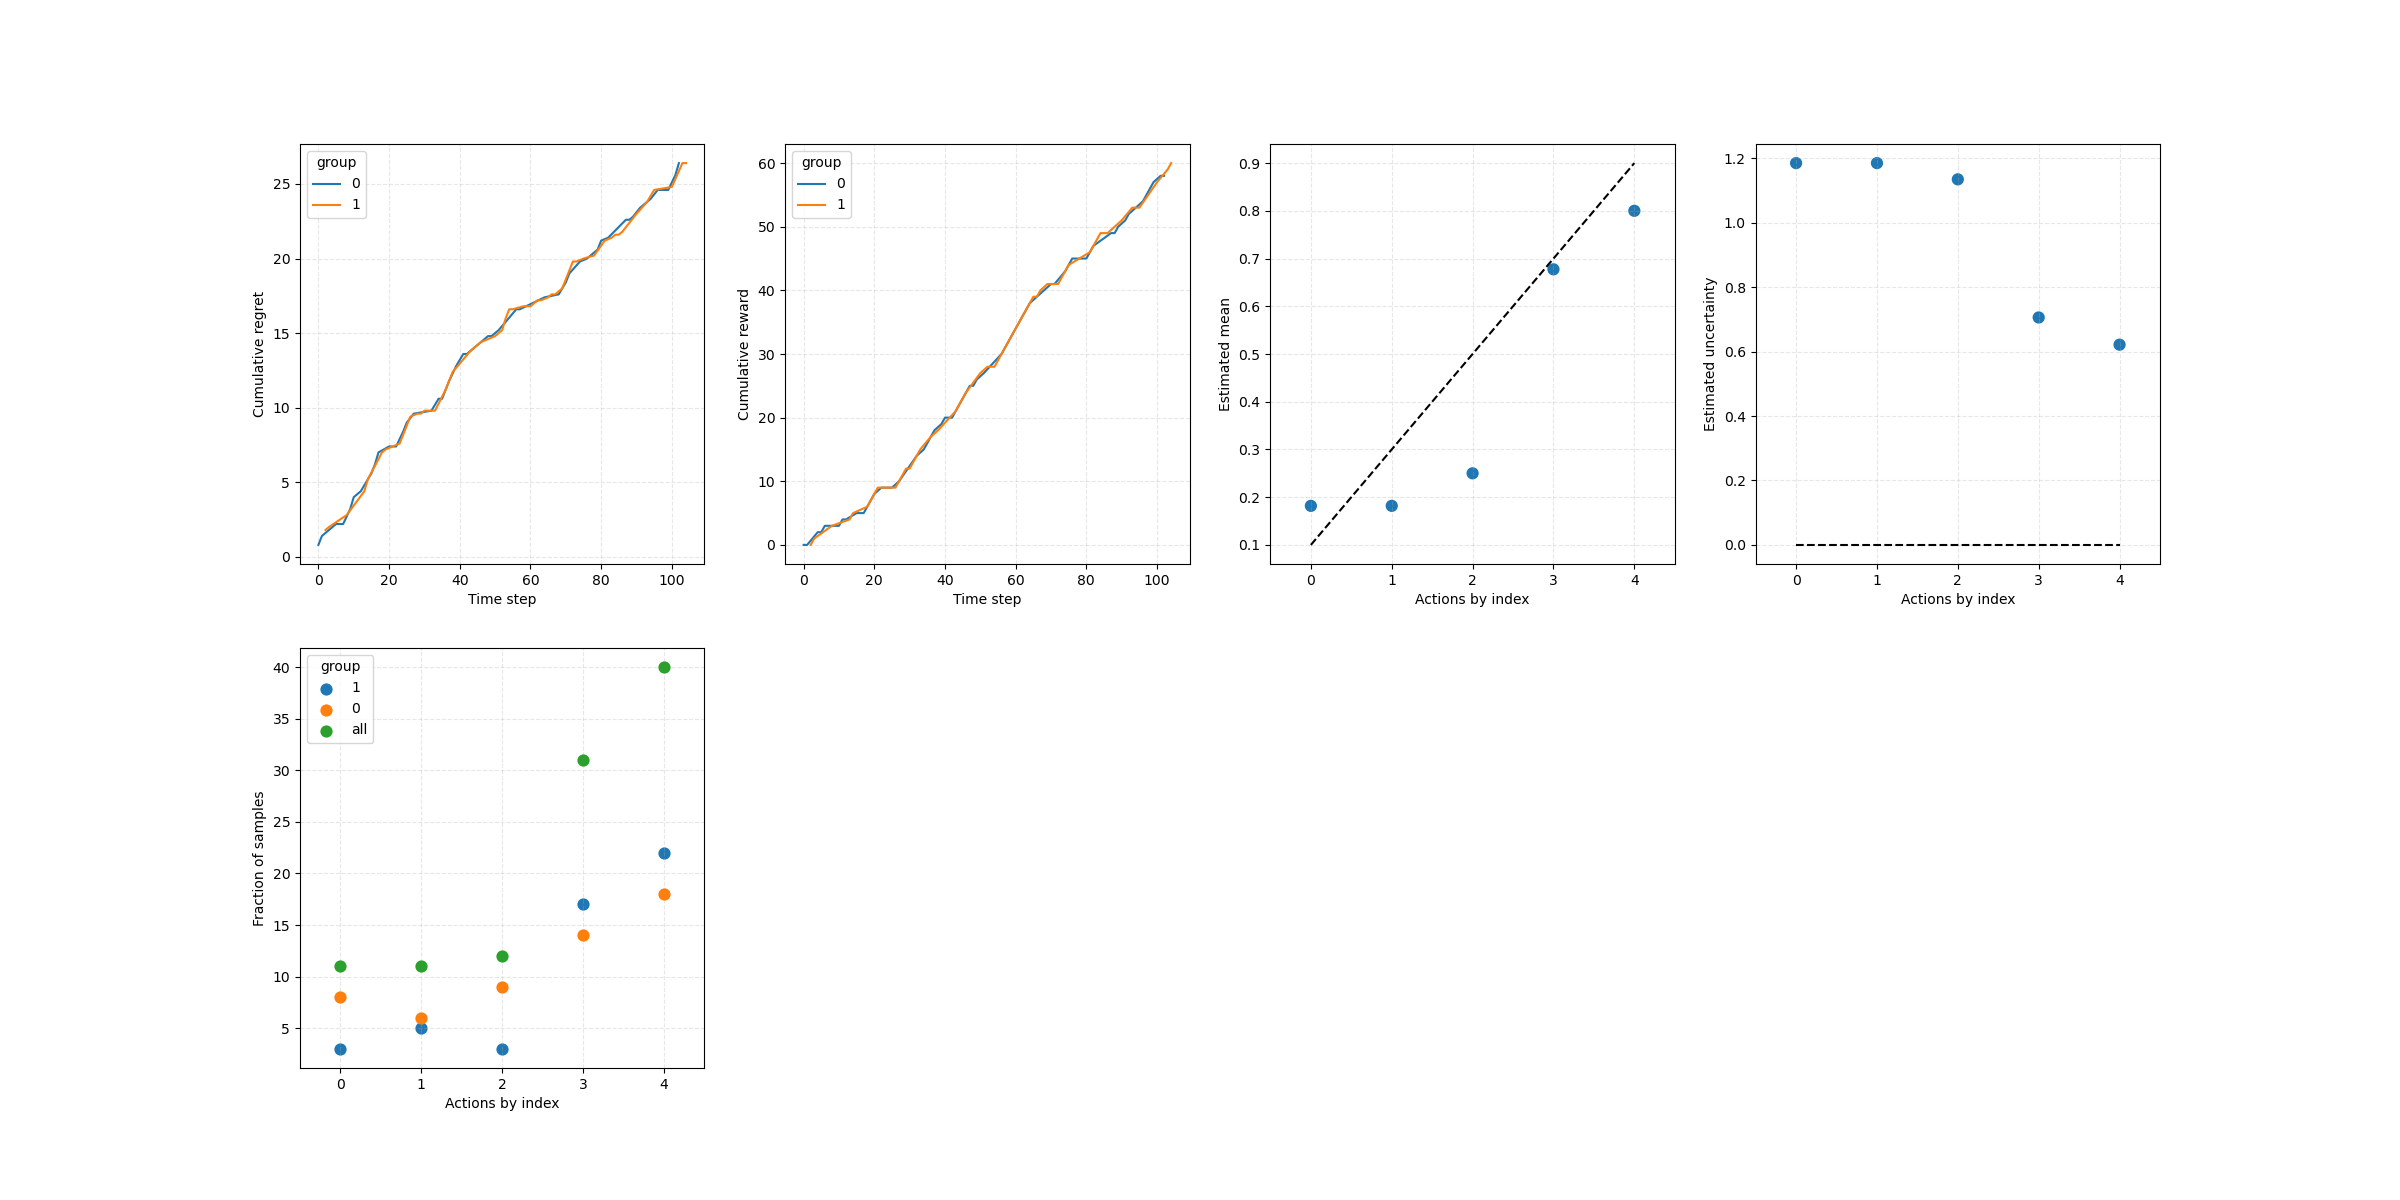 group
0
1
25
20
15
10
5
0
Cumulative regret
0 20 40 60 80 100
Time step
group
0
1
60
50
40
30
20
10
0
Cumulative reward
0 20 40 60 80 100
Time step
0.9
0.8
0.7
0.6
0.5
0.4
0.3
0.2
0.1
Estimated mean
0 1 2 3 4
Actions by index
1.2
1.0
0.8
0.6
0.4
0.2
0.0
Estimated uncertainty
0 1 2 3 4
Actions by index
group
1
0
all
40
35
30
25
20
15
10
5
Fraction of samples
0 1 2 3 4
Actions by index